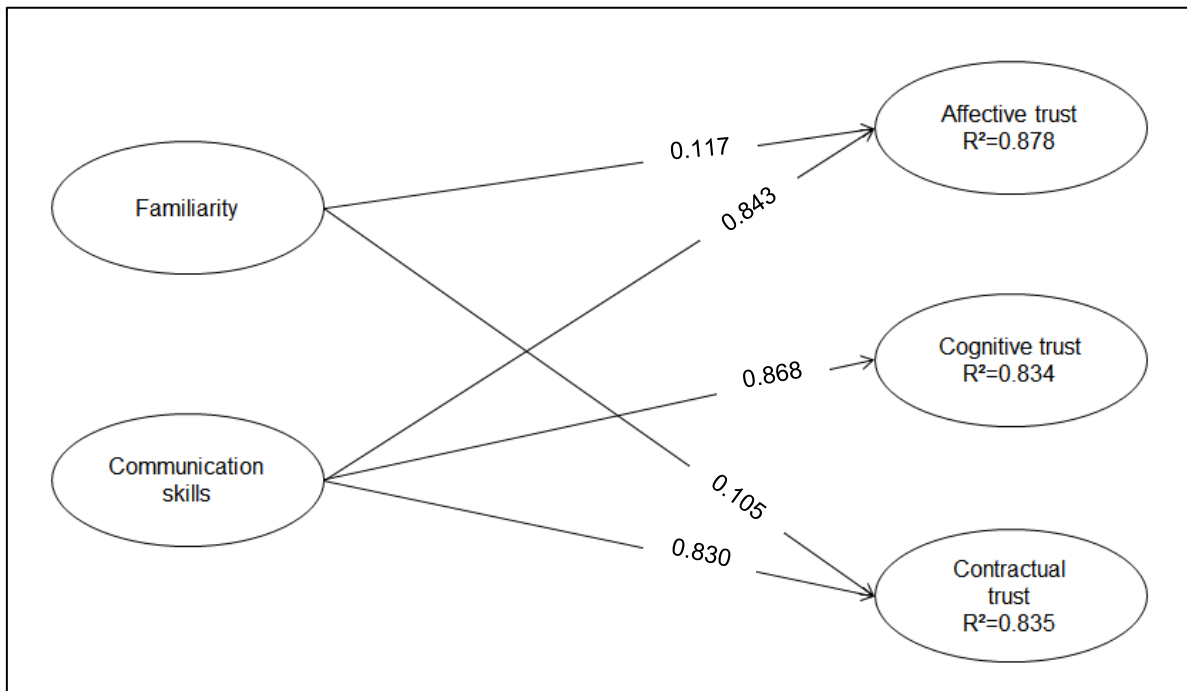 Affective trust
R²=0.878
0.117
Familiarity
0.843
Cognitive trust
R²=0.834
0.868
Communication
skills
0.105
0.830
Contractual
trust
R²=0.835